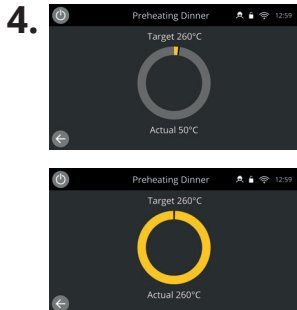 4.
Preheating Dinner 12:59
Target 260°C
Actual 50°C
Preheating Dinner 12:59
Target 260°C
Actual 260°C